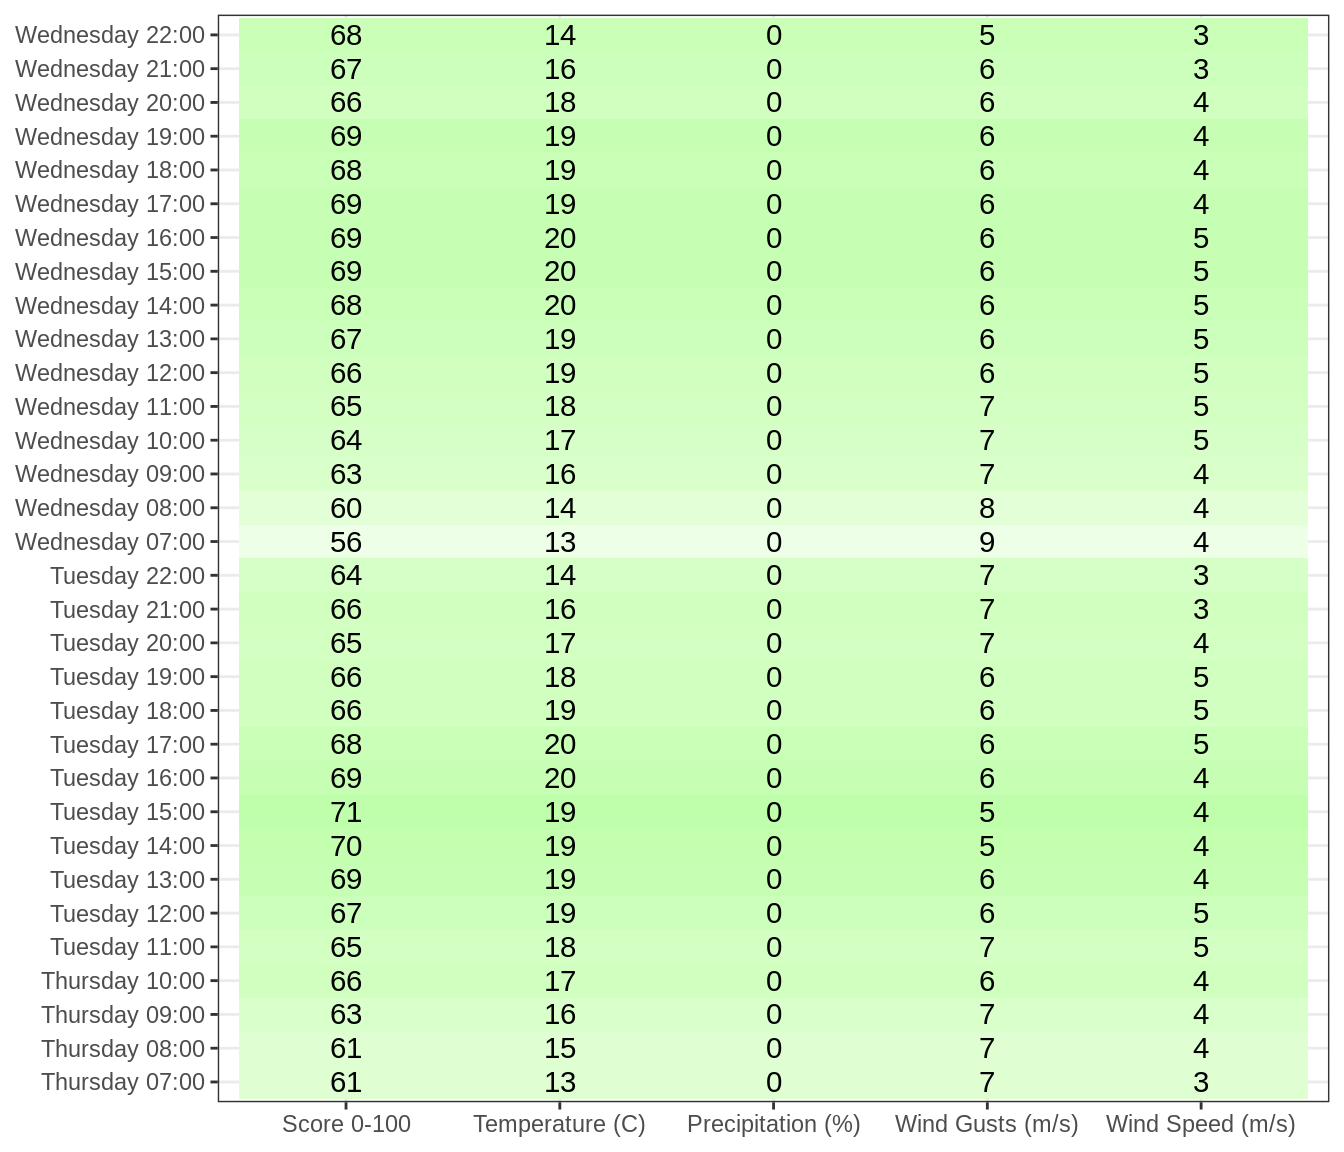 Wednesday 22:00 68 14 0 5 3
Wednesday 21:00 67 16 0 6 3
Wednesday 20:00 66 18 0 6 4
Wednesday 19:00 69 19 0 6 4
Wednesday 18:00 68 19 0 6 4
Wednesday 17:00 69 19 0 6 4
Wednesday 16:00 69 20 0 6 5
Wednesday 15:00 69 20 0 6 5
Wednesday 14:00 68 20 0 6 5
Wednesday 13:00 67 19 0 6 5
Wednesday 12:00 66 19 0 6 5
Wednesday 11:00 65 18 0 7 5
Wednesday 10:00 64 17 0 7 5
Wednesday 09:00 63 16 0 7 4
Wednesday 08:00 60 14 0 8 4
Wednesday 07:00 56 13 0 9 4
Tuesday 22:00 64 14 0 7 3
Tuesday 21:00 66 16 0 7 3
Tuesday 20:00 65 17 0 7 4
Tuesday 19:00 66 18 0 6 5
Tuesday 18:00 66 19 0 6 5
Tuesday 17:00 68 20 0 6 5
Tuesday 16:00 69 20 0 6 4
Tuesday 15:00 71 19 0 5 4
Tuesday 14:00 70 19 0 5 4
Tuesday 13:00 69 19 0 6 4
Tuesday 12:00 67 19 0 6 5
Tuesday 11:00 65 18 0 7 5
Thursday 10:00 66 17 0 6 4
Thursday 09:00 63 16 0 7 4
Thursday 08:00 61 15 0 7 4
Thursday 07:00 61 13 0 7 3
Score 0-100 Temperature (C) Precipitation (%) Wind Gusts (m/s) Wind Speed (m/s)